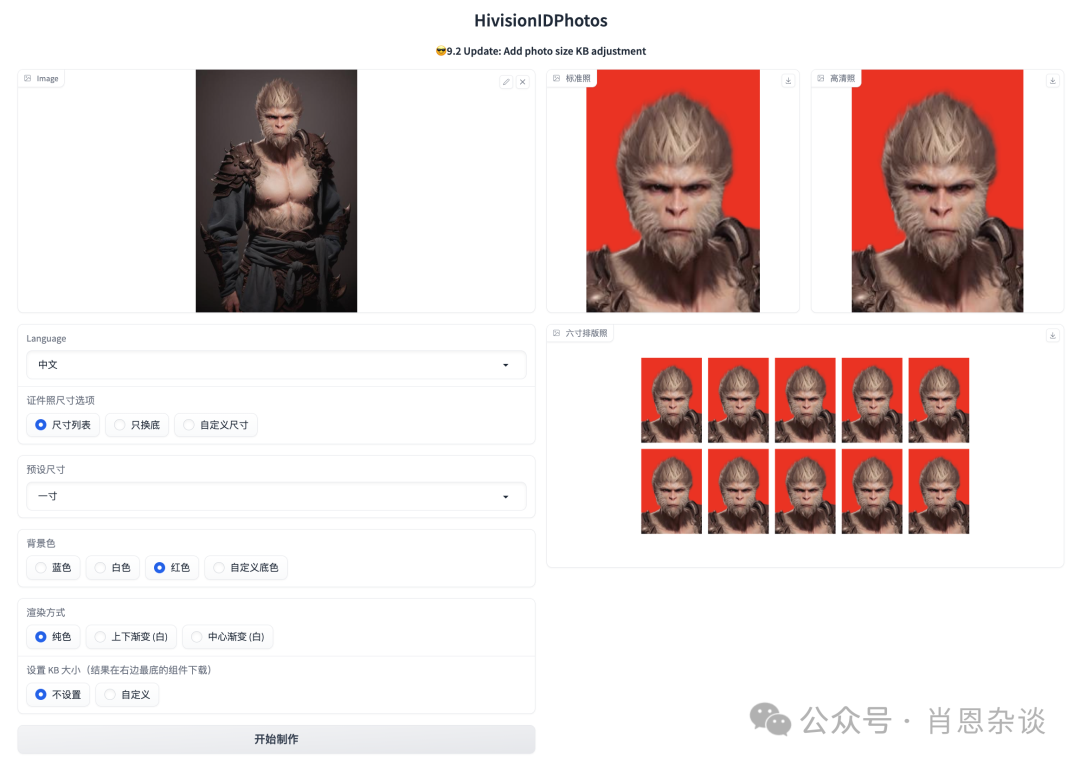 HivisionIDPhotos
😎9.2 Update: Add photo size KB adjustment
Image
标准照
高清照
Language
中文
证件照尺寸选项
尺寸列表 只换底 自定义尺寸
预设尺寸
一寸
背景色
蓝色 白色 红色 自定义底色
渲染方式
纯色 上下渐变 (白) 中心渐变 (白)
设置 KB 大小（结果在右边最底的组件下载）
不设置 自定义
开始制作
六寸排版照
公众号 · 肖恩杂谈